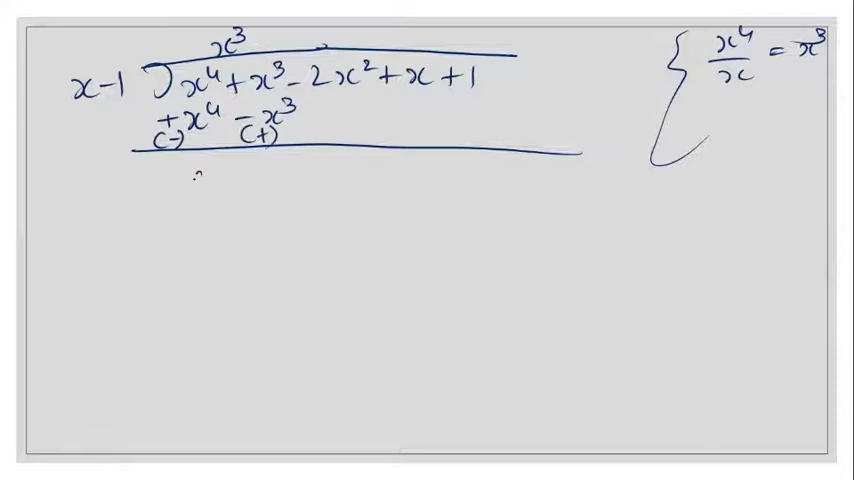 x³
x-1 ) x⁴ + x³ - 2x² + x + 1
+x⁴ - x³
(-) (+)
x⁴/x = x³